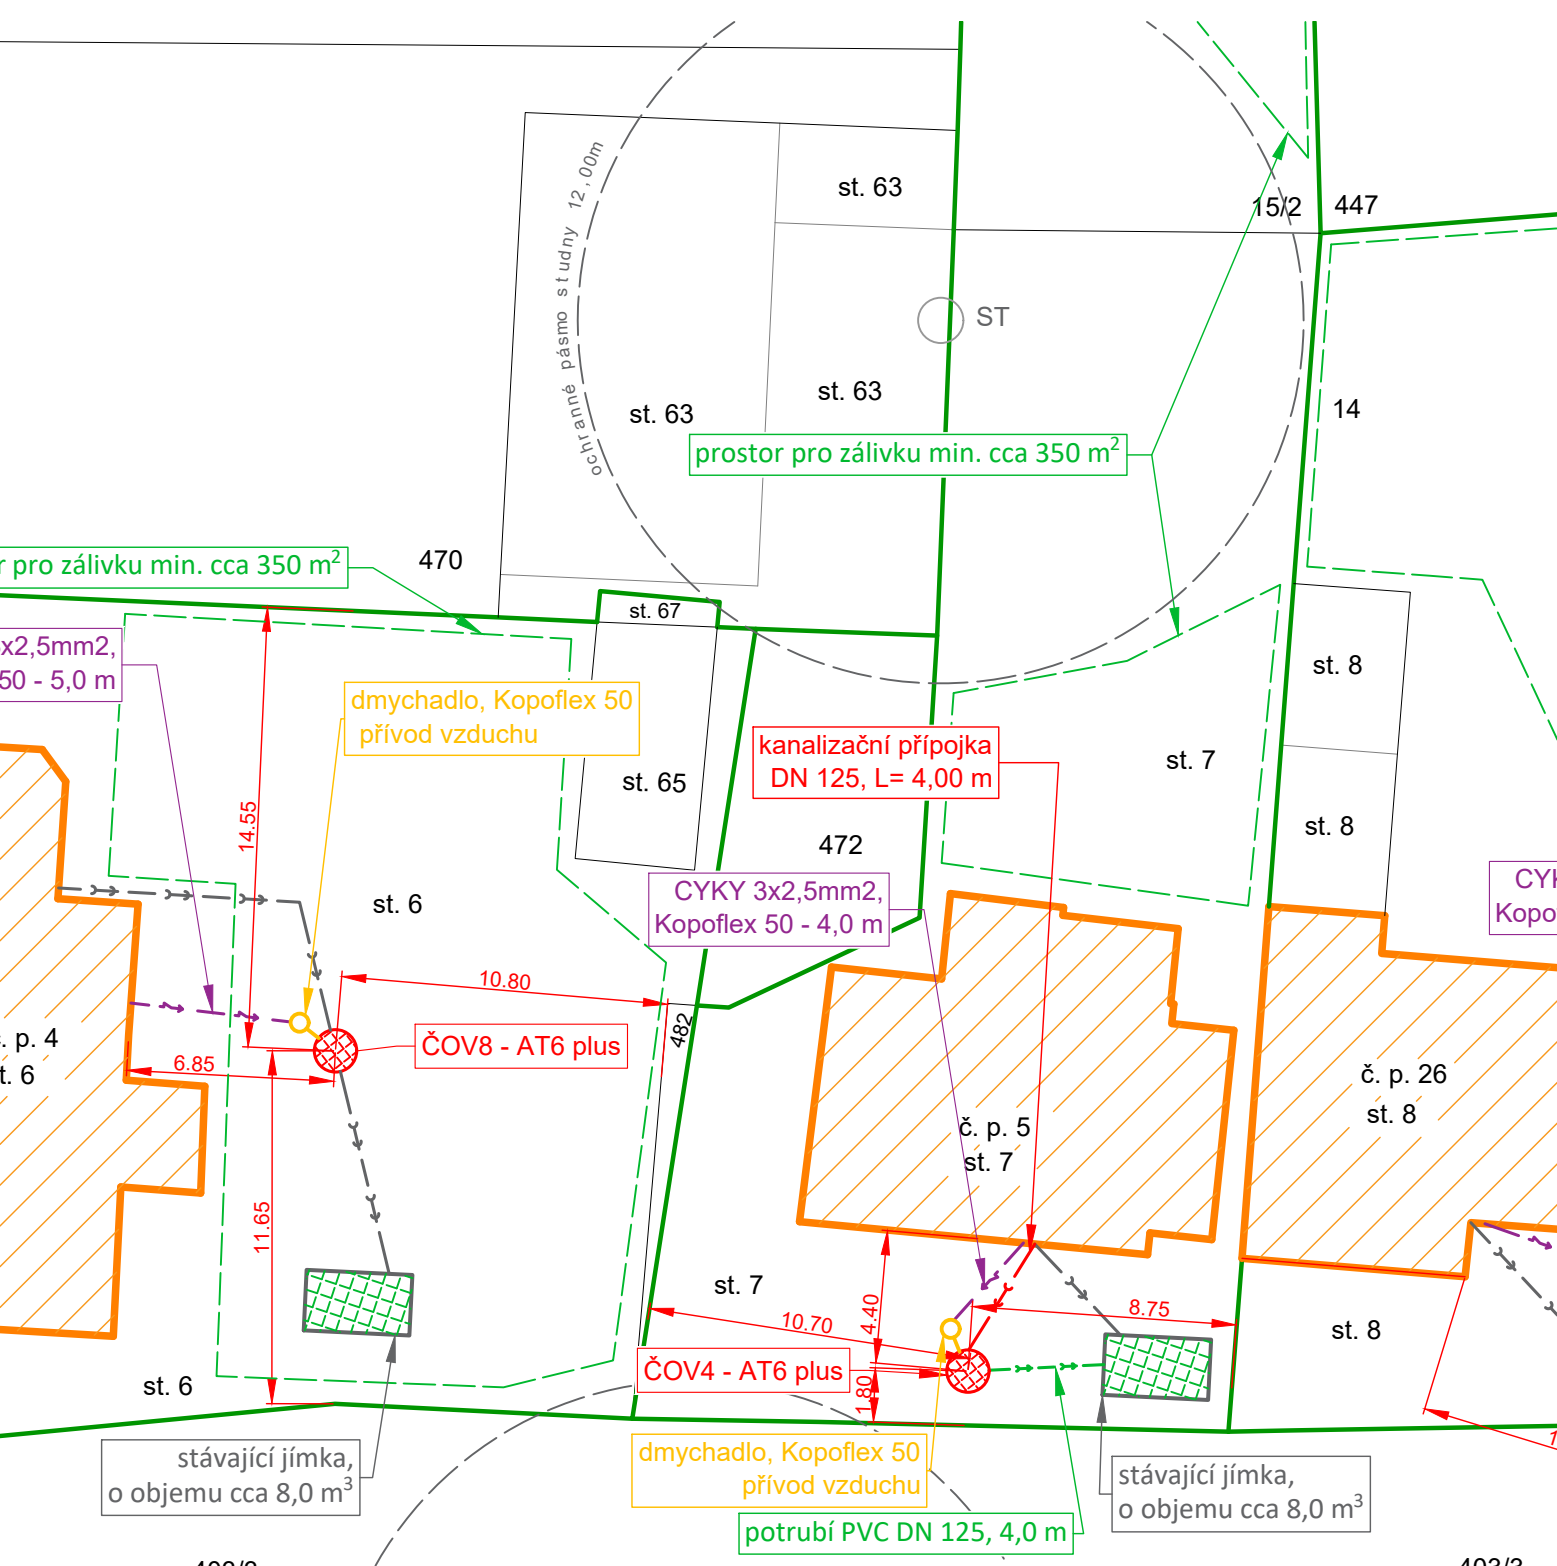 ochranné pásmo studny 12,00m
st. 63
15/2
447
ST
st. 63
st. 63
14
prostor pro zálivku min. cca 350 m²
470
pro zálivku min. cca 350 m²
st. 67
x2,5mm2,
50 - 5,0 m
dmychadlo, Kopoflex 50
přívod vzduchu
st. 8
kanalizační přípojka
DN 125, L= 4,00 m
st. 7
st. 65
14.55
st. 8
472
CYKY 3x2,5mm2,
Kopoflex 50 - 4,0 m
st. 6
10.80
482
č. p. 4
st. 6
ČOV8 - AT6 plus
6.85
č. p. 26
st. 8
č. p. 5
st. 7
11.65
st. 7
10.70
4.40
8.75
st. 8
ČOV4 - AT6 plus
1.80
st. 6
stávající jímka,
o objemu cca 8,0 m³
dmychadlo, Kopoflex 50
přívod vzduchu
stávající jímka,
o objemu cca 8,0 m³
potrubí PVC DN 125, 4,0 m